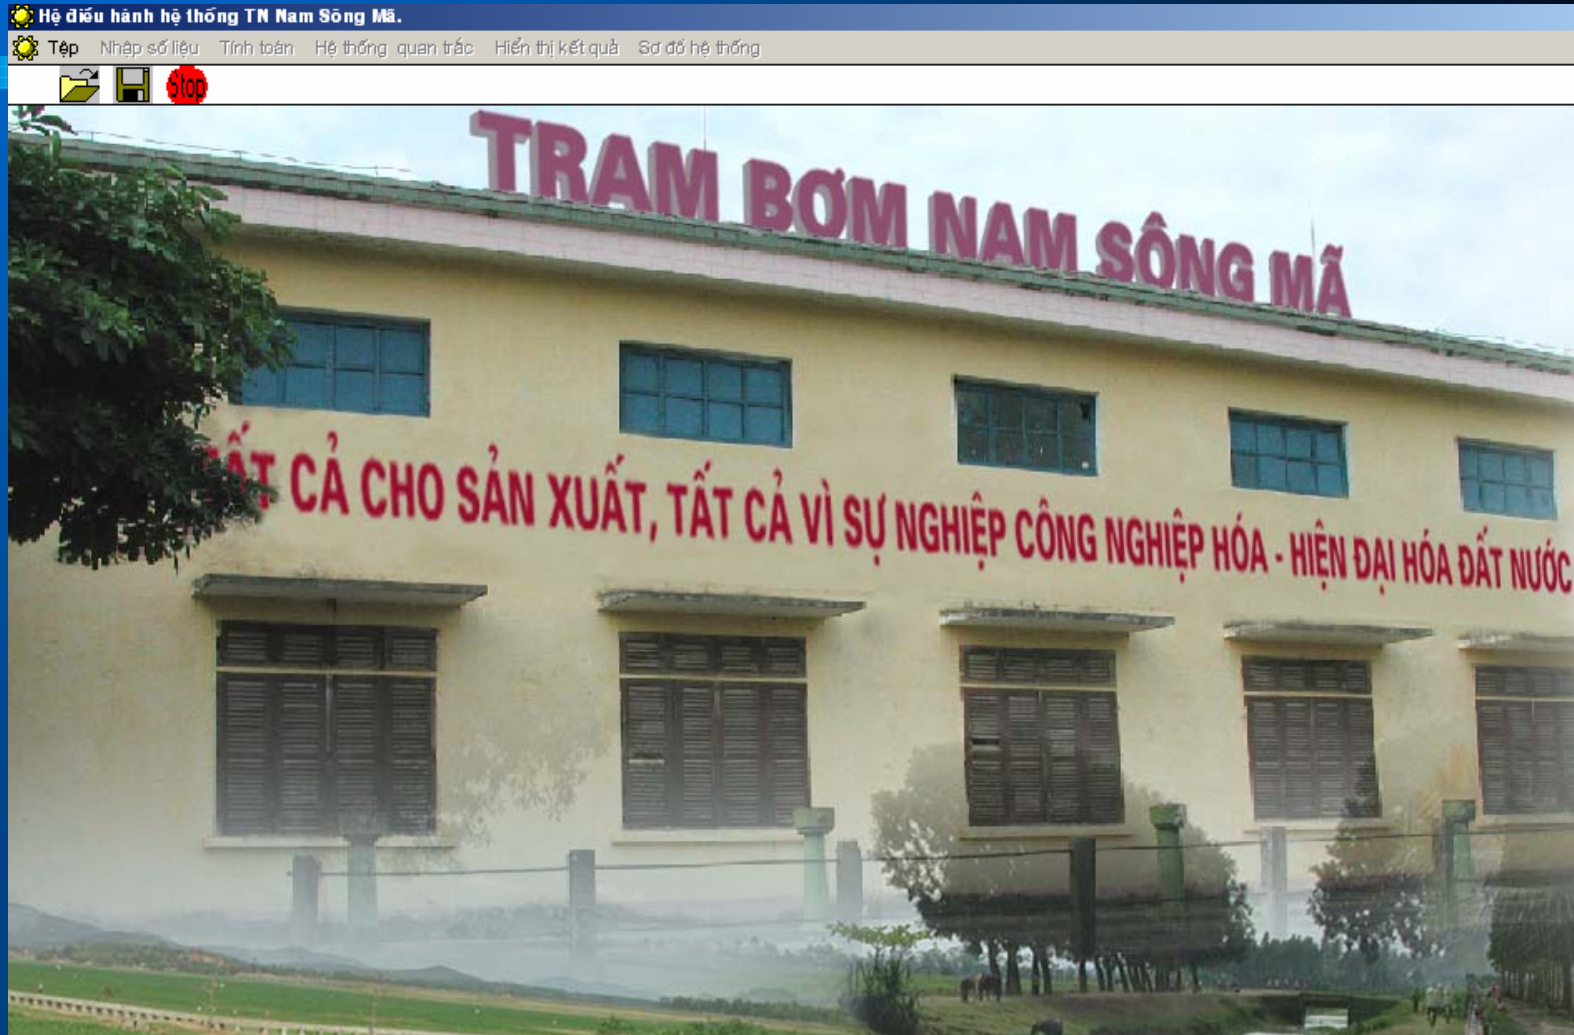 Hệ điều hành hệ thống TN Nam Sông Mã.
Tệp Nhập số liệu Tính toán Hệ thống quan trắc Hiển thị kết quả Sơ đồ hệ thống
Stop
TRAM BƠM NAM SÔNG MÃ
TẤT CẢ CHO SẢN XUẤT, TẤT CẢ VÌ SỰ NGHIỆP CÔNG NGHIỆP HÓA - HIỆN ĐẠI HÓA ĐẤT NƯỚC